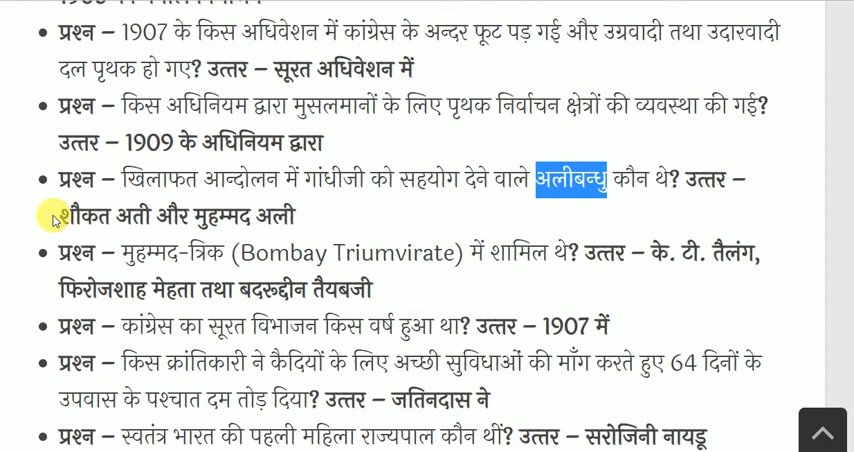 प्रश्न – 1907 के किस अधिवेशन में कांग्रेस के अन्दर फूट पड़ गई और उग्रवादी तथा उदारवादी
दल पृथक हो गए? उत्तर – सूरत अधिवेशन में
प्रश्न – किस अधिनियम द्वारा मुसलमानों के लिए पृथक निर्वाचन क्षेत्रों की व्यवस्था की गई?
उत्तर – 1909 के अधिनियम द्वारा
प्रश्न – खिलाफत आन्दोलन में गांधीजी को सहयोग देने वाले अलीबन्धु कौन थे? उत्तर –
शौकत अती और मुहम्मद अली
प्रश्न – मुहम्मद-त्रिक (Bombay Triumvirate) में शामिल थे? उत्तर – के. टी. तैलंग,
फिरोजशाह मेहता तथा बदरूद्दीन तैयबजी
प्रश्न – कांग्रेस का सूरत विभाजन किस वर्ष हुआ था? उत्तर – 1907 में
प्रश्न – किस क्रांतिकारी ने कैदियों के लिए अच्छी सुविधाओं की माँग करते हुए 64 दिनों के
उपवास के पश्चात दम तोड़ दिया? उत्तर – जतिनदास ने
प्रश्न – स्वतंत्र भारत की पहली महिला राज्यपाल कौन थीं? उत्तर – सरोजिनी नायडू